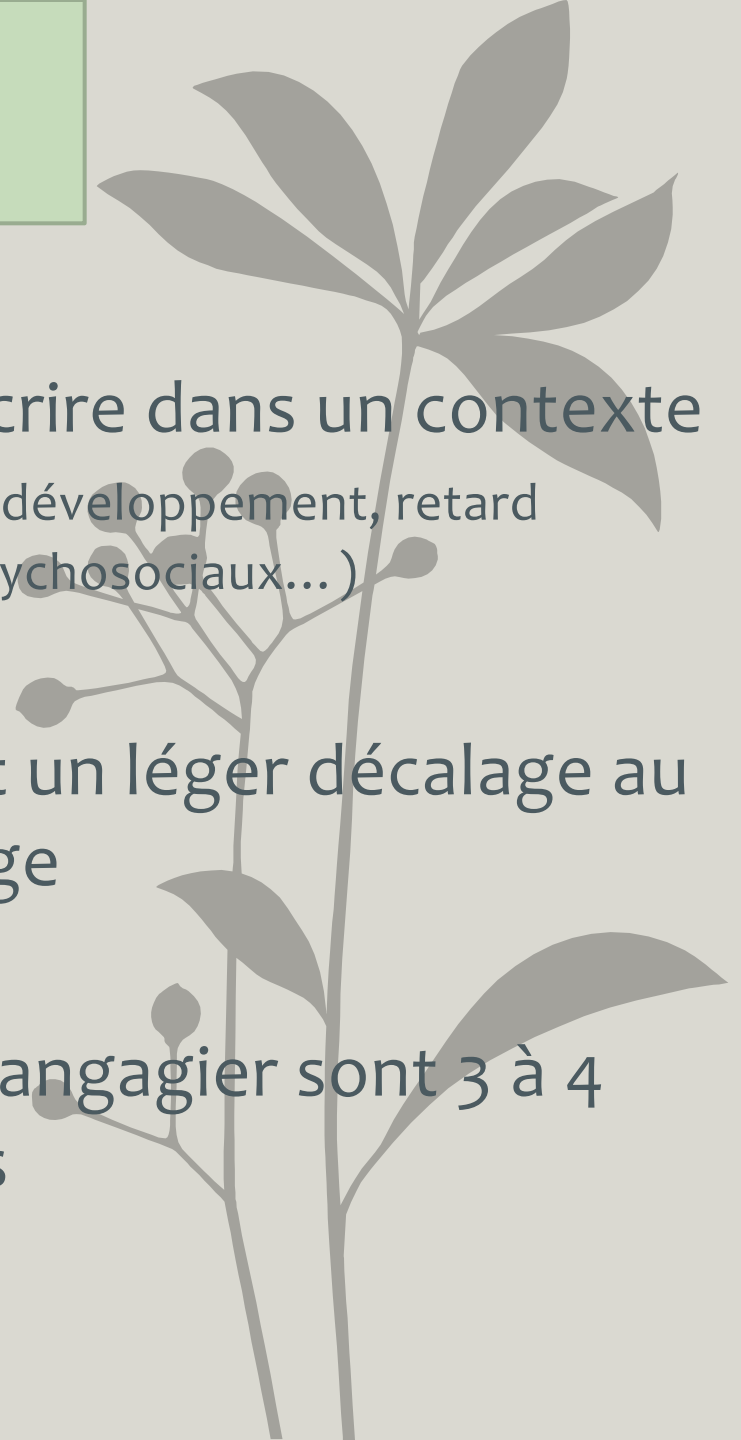 crire dans un contexte
développement, retard
ychosociaux… )
t un léger décalage au
ge
angagier sont 3 à 4
s